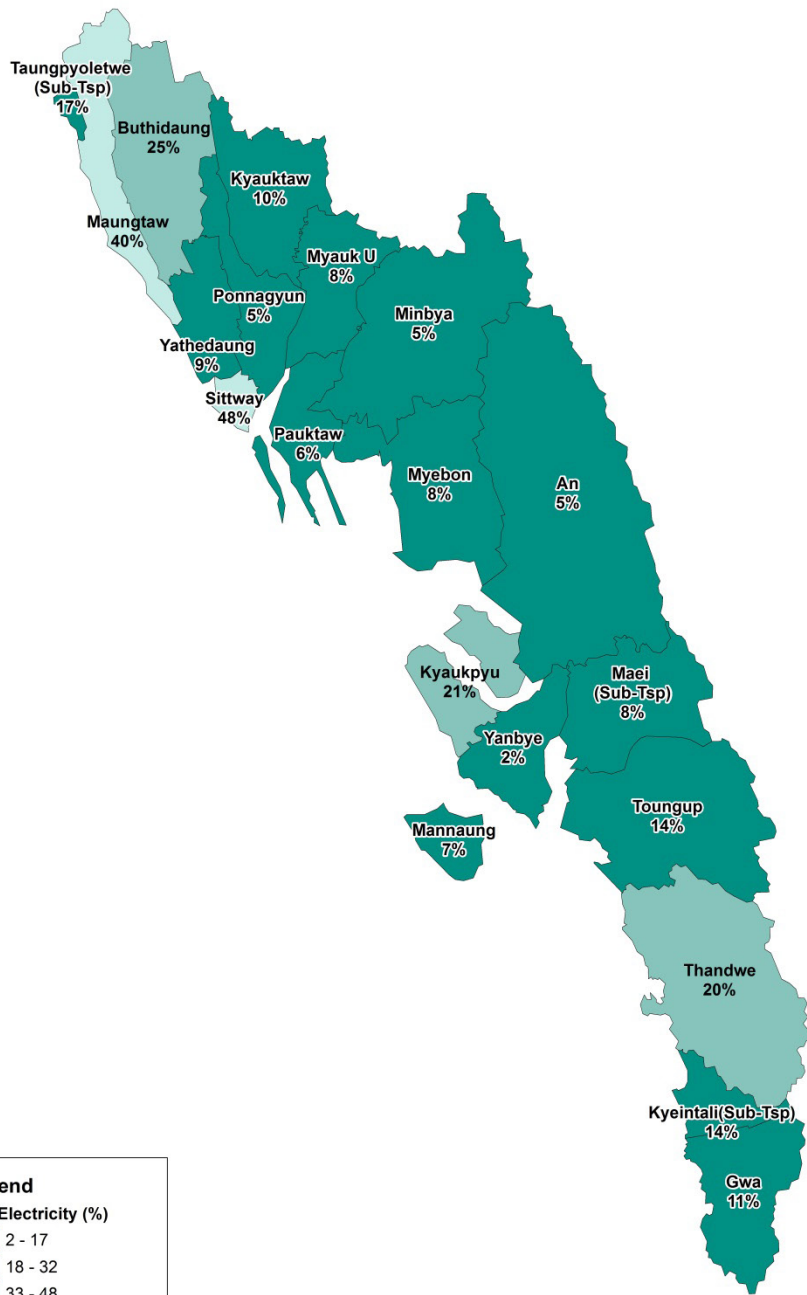 Taungpyoletwe
(Sub-Tsp)
17%
Buthidaung
25%
Kyauktaw
10%
Maungtaw
40%
Myauk U
8%
Ponnagyun
5%
Minbya
5%
Yathedaung
9%
Sittway
48%
Pauktaw
6%
Myebon
8%
An
5%
Kyaukpyu
21%
Maei
(Sub-Tsp)
8%
Yanbye
2%
Toungup
14%
Mannaung
7%
Thandwe
20%
Kyeintali(Sub-Tsp)
14%
Gwa
11%
end
Electricity (%)
2 - 17
18 - 32
33 - 48